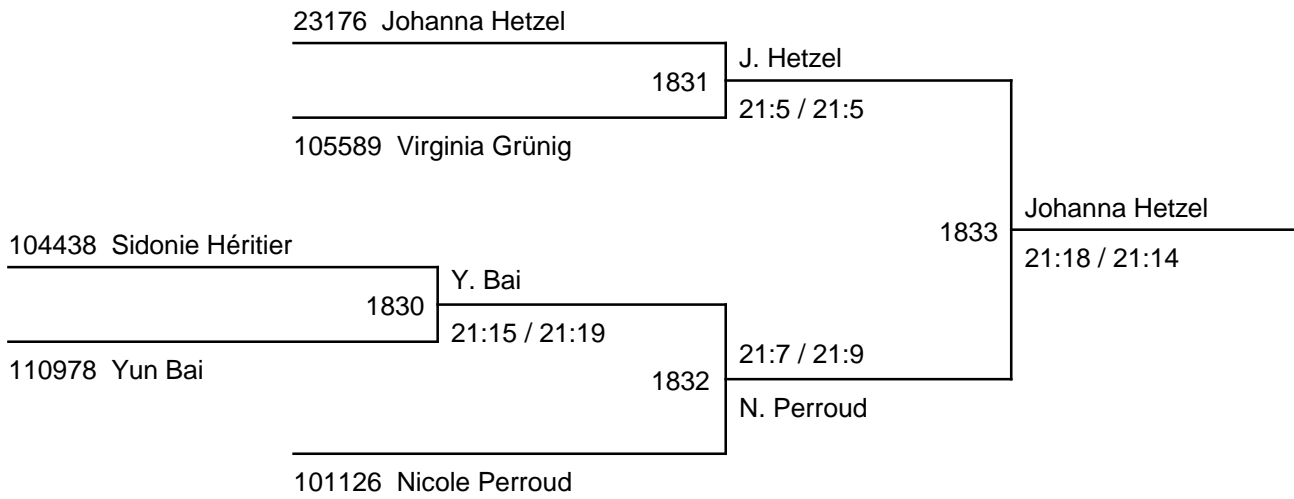 23176 Johanna Hetzel
J. Hetzel
1831
21:5 / 21:5
105589 Virginia Grünig
Johanna Hetzel
1833
21:18 / 21:14
104438 Sidonie Héritier
Y. Bai
1830
21:15 / 21:19
110978 Yun Bai
21:7 / 21:9
1832
N. Perroud
101126 Nicole Perroud